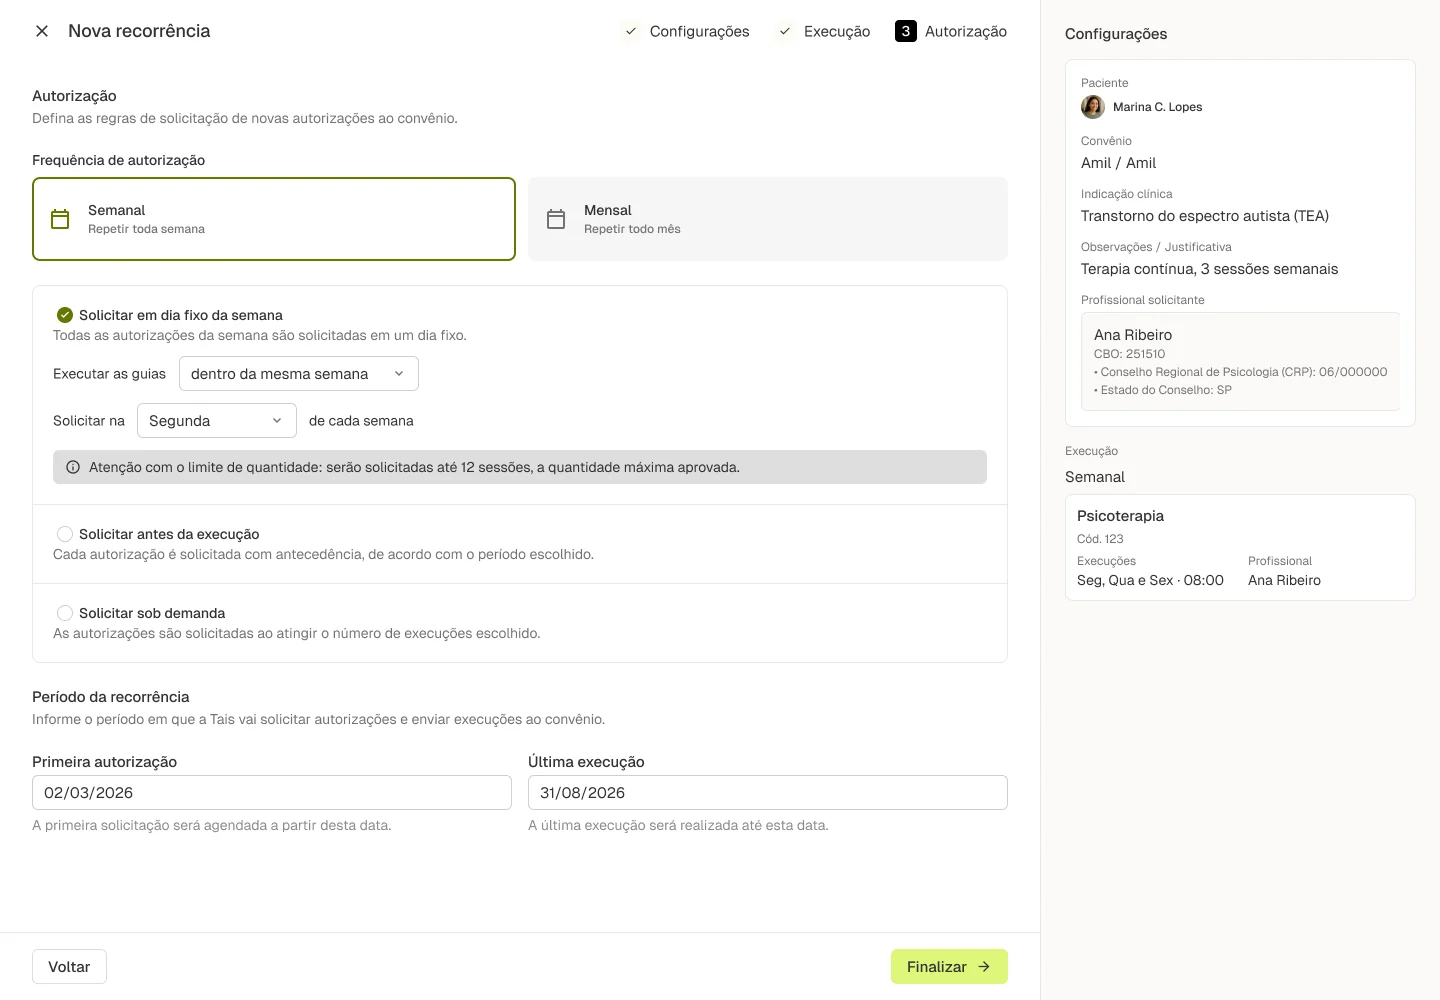 Nova recorrência
Configurações
Execução
3 Autorização
Autorização
Defina as regras de solicitação de novas autorizações ao convênio.
Frequência de autorização
Semanal
Repetir toda semana
Mensal
Repetir todo mês
Solicitar em dia fixo da semana
Todas as autorizações da semana são solicitadas em um dia fixo.
Executar as guias dentro da mesma semana
Solicitar na Segunda de cada semana
Atenção com o limite de quantidade: serão solicitadas até 12 sessões, a quantidade máxima aprovada.
Solicitar antes da execução
Cada autorização é solicitada com antecedência, de acordo com o período escolhido.
Solicitar sob demanda
As autorizações são solicitadas ao atingir o número de execuções escolhido.
Período da recorrência
Informe o período em que a Tais vai solicitar autorizações e enviar execuções ao convênio.
Primeira autorização
02/03/2026
A primeira solicitação será agendada a partir desta data.
Última execução
31/08/2026
A última execução será realizada até esta data.
Voltar
Finalizar
Configurações
Paciente
Marina C. Lopes
Convênio
Amil / Amil
Indicação clínica
Transtorno do espectro autista (TEA)
Observações / Justificativa
Terapia contínua, 3 sessões semanais
Profissional solicitante
Ana Ribeiro
CBO: 251510
• Conselho Regional de Psicologia (CRP): 06/000000
• Estado do Conselho: SP
Execução
Semanal
Psicoterapia
Cód. 123
Execuções
Seg, Qua e Sex · 08:00
Profissional
Ana Ribeiro